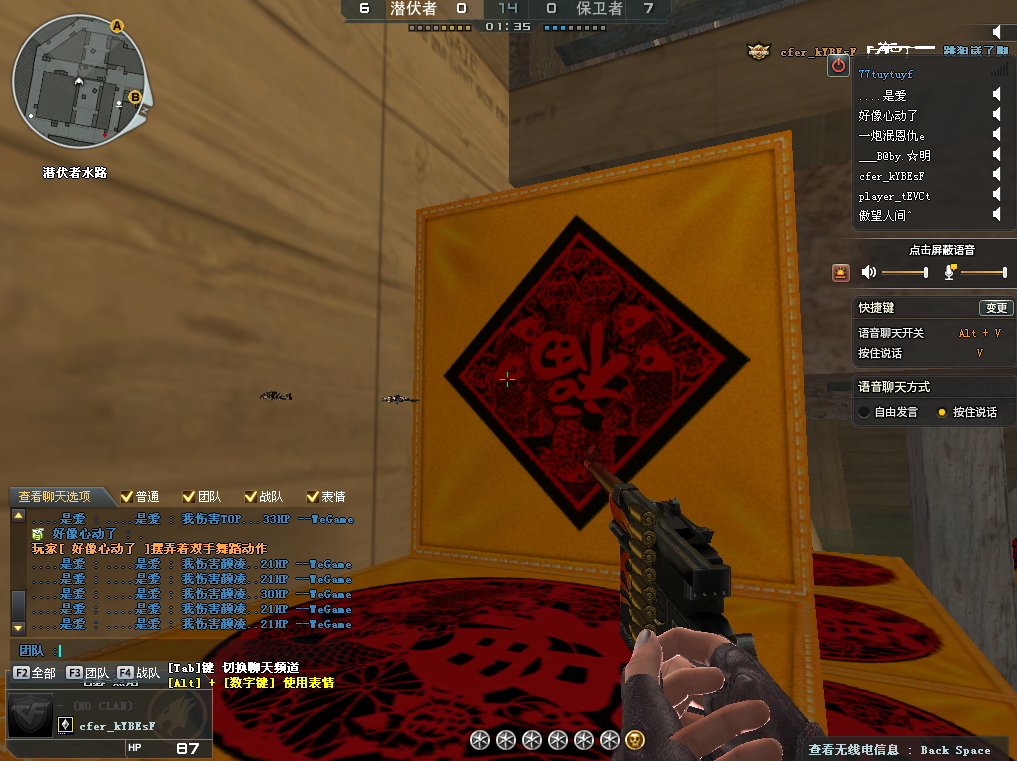 6 潜伏者 0 14 0 保卫者 7
01:35
A
B
潜伏者水路
cfer_kYBEsF
77tuytuyf
....是爱
好像心动了
一炮泯恩仇。
___B@by.☆明
cfer_kYBEsF
player_tEVCt
傲望人间~
点击屏蔽语音
快捷键 变更
语音聊天开关 Alt + V
按住说话 V
语音聊天方式
自由发言 按住说话
福
查看聊天选项 普通 团队 战队 表情
....是爱 : ....是爱 : 我伤害TOP...33HP --WeGame
好像心动了 : .
玩家[ 好像心动了 ]摆弄着双手舞蹈动作
....是爱 : ....是爱 : 我伤害馥凌..21HP --WeGame
....是爱 : ....是爱 : 我伤害馥凌..21HP --WeGame
....是爱 : ....是爱 : 我伤害馥凌..30HP --WeGame
....是爱 : ....是爱 : 我伤害馥凌..21HP --WeGame
....是爱 : ....是爱 : 我伤害馥凌..21HP --WeGame
团队 :
F2全部 F3团队 F4战队 [Tab]键 切换聊天频道
[Alt] + [数字键] 使用表情
- (NO CLAN)
cfer_kYBEsF
HP 87
查看无线电信息 : Back Space